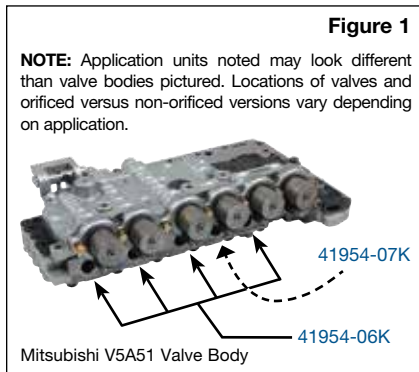 Figure 1
NOTE: Application units noted may look different
than valve bodies pictured. Locations of valves and
orificed versus non-orificed versions vary depending
on application.
41954-07K
41954-06K
Mitsubishi V5A51 Valve Body